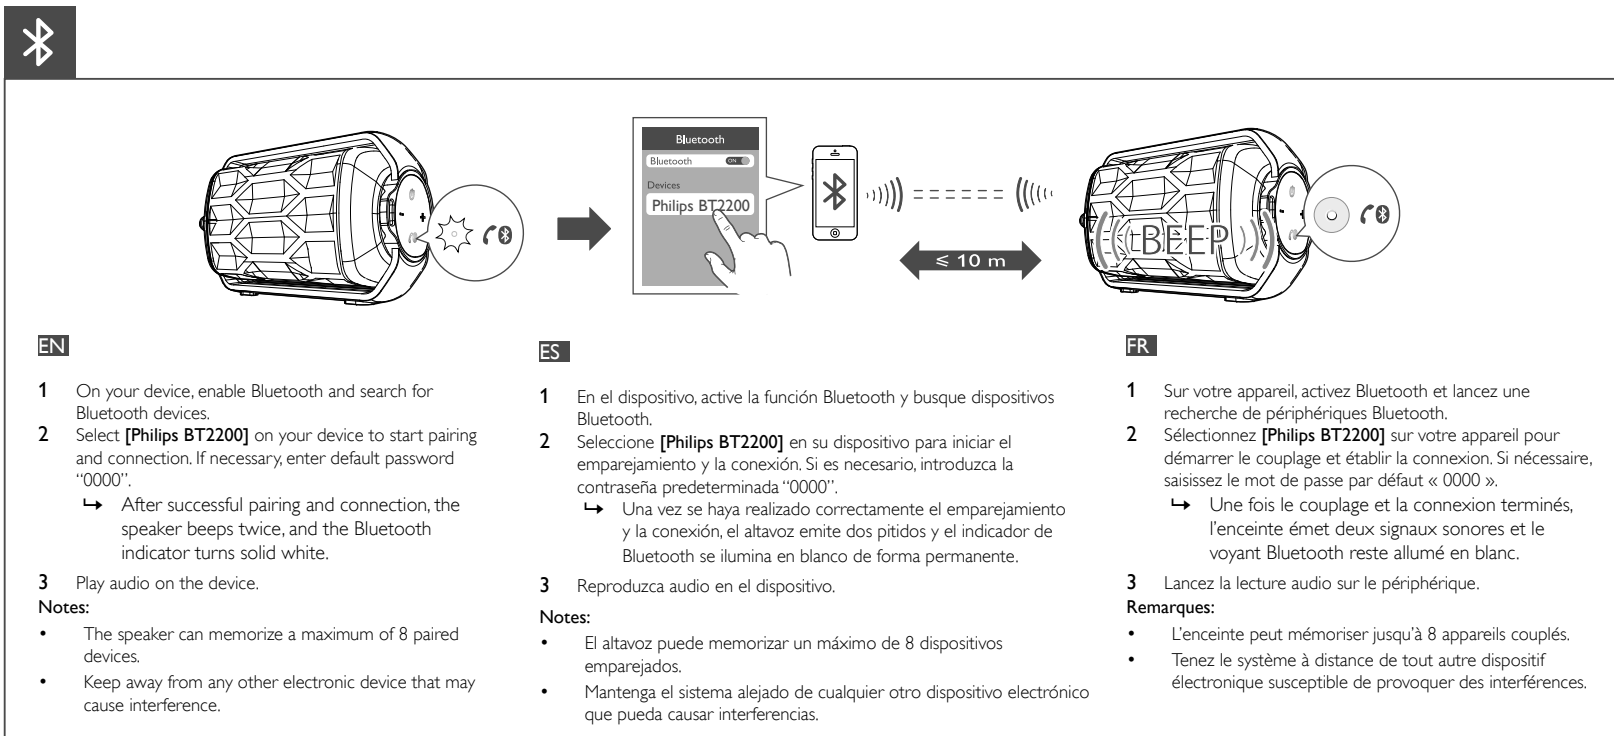 Bluetooth
Bluetooth ON
Devices
Philips BT2200
≤ 10 m
BEEP
EN
1 On your device, enable Bluetooth and search for
Bluetooth devices.
2 Select [Philips BT2200] on your device to start pairing
and connection. If necessary, enter default password
“0000”.
↳ After successful pairing and connection, the
speaker beeps twice, and the Bluetooth
indicator turns solid white.
3 Play audio on the device.
Notes:
• The speaker can memorize a maximum of 8 paired
devices.
• Keep away from any other electronic device that may
cause interference.
ES
1 En el dispositivo, active la función Bluetooth y busque dispositivos
Bluetooth.
2 Seleccione [Philips BT2200] en su dispositivo para iniciar el
emparejamiento y la conexión. Si es necesario, introduzca la
contraseña predeterminada “0000”.
↳ Una vez se haya realizado correctamente el emparejamiento
y la conexión, el altavoz emite dos pitidos y el indicador de
Bluetooth se ilumina en blanco de forma permanente.
3 Reproduzca audio en el dispositivo.
Notes:
• El altavoz puede memorizar un máximo de 8 dispositivos
emparejados.
• Mantenga el sistema alejado de cualquier otro dispositivo electrónico
que pueda causar interferencias.
FR
1 Sur votre appareil, activez Bluetooth et lancez une
recherche de périphériques Bluetooth.
2 Sélectionnez [Philips BT2200] sur votre appareil pour
démarrer le couplage et établir la connexion. Si nécessaire,
saisissez le mot de passe par défaut « 0000 ».
↳ Une fois le couplage et la connexion terminés,
l’enceinte émet deux signaux sonores et le
voyant Bluetooth reste allumé en blanc.
3 Lancez la lecture audio sur le périphérique.
Remarques:
• L’enceinte peut mémoriser jusqu’à 8 appareils couplés.
• Tenez le système à distance de tout autre dispositif
électronique susceptible de provoquer des interférences.